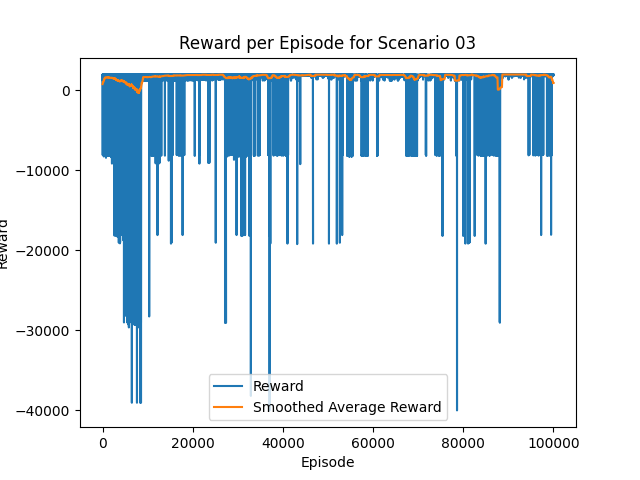 Reward per Episode for Scenario 03
Reward
0
−10000
−20000
−30000
−40000
Reward
Smoothed Average Reward
0
20000
40000
60000
80000
100000
Episode